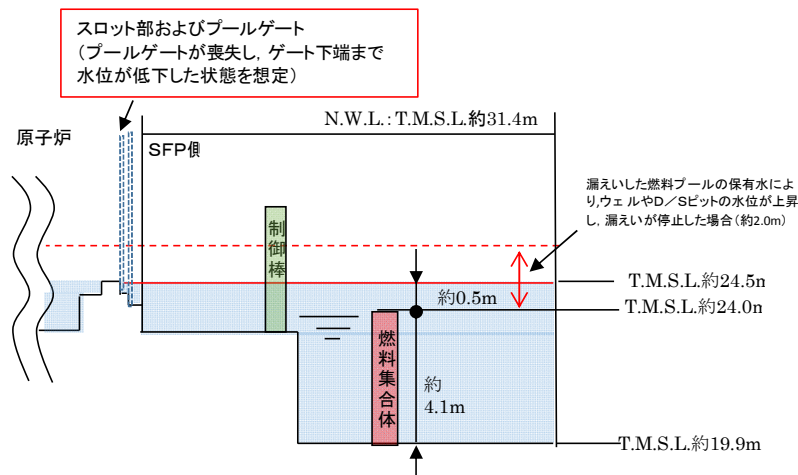 スロット部およびプールゲート
（プールゲートが喪失し，ゲート下端まで
水位が低下した状態を想定）
N.W.L.：T.M.S.L.約31.4m
原子炉
SFP側
漏えいした燃料プールの保有水によ
り,ウェルやD／Sピットの水位が上昇
し，漏えいが停止した場合（約2.0m）
制御棒
T.M.S.L.約24.5m
約0.5m
T.M.S.L.約24.0m
燃料集合体
約
4.1m
T.M.S.L.約19.9m